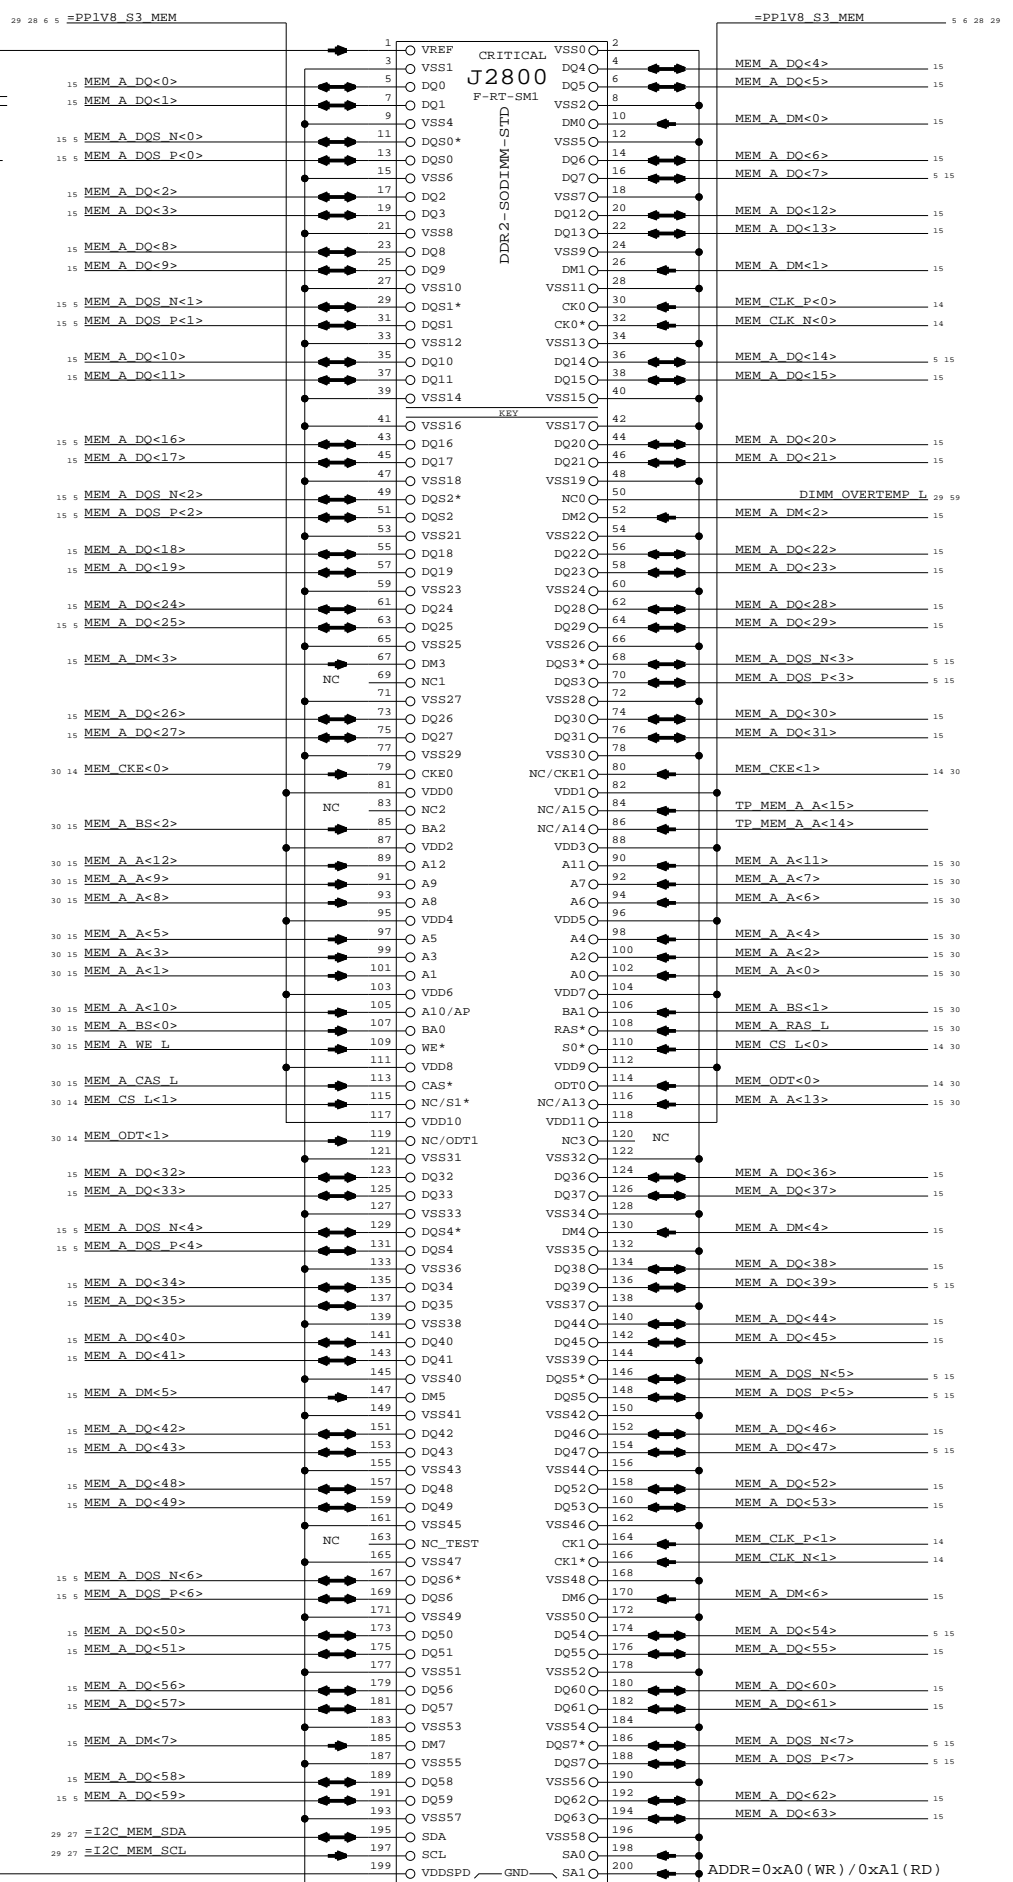 29 28 6 5 =PP1V8_S3_MEM =PP1V8_S3_MEM 5 6 28 29
CRITICAL
J2800
F-RT-SM1
DDR2-SODIMM-STD
1 VREF VSS0 2
3 VSS1 DQ4 4 MEM_A_DQ<4> 15
15 MEM_A_DQ<0> 5 DQ0 DQ5 6 MEM_A_DQ<5> 15
15 MEM_A_DQ<1> 7 DQ1 VSS2 8
9 VSS4 DM0 10 MEM_A_DM<0> 15
15 5 MEM_A_DQS_N<0> 11 DQS0* VSS5 12
15 5 MEM_A_DQS_P<0> 13 DQS0 DQ6 14 MEM_A_DQ<6> 15
15 VSS6 DQ7 16 MEM_A_DQ<7> 5 15
15 MEM_A_DQ<2> 17 DQ2 VSS7 18
15 MEM_A_DQ<3> 19 DQ3 DQ12 20 MEM_A_DQ<12> 15
21 VSS8 DQ13 22 MEM_A_DQ<13> 15
15 MEM_A_DQ<8> 23 DQ8 VSS9 24
15 MEM_A_DQ<9> 25 DQ9 DM1 26 MEM_A_DM<1> 15
27 VSS10 VSS11 28
15 5 MEM_A_DQS_N<1> 29 DQS1* CK0 30 MEM_CLK_P<0> 14
15 5 MEM_A_DQS_P<1> 31 DQS1 CK0* 32 MEM_CLK_N<0> 14
33 VSS12 VSS13 34
15 MEM_A_DQ<10> 35 DQ10 DQ14 36 MEM_A_DQ<14> 5 15
15 MEM_A_DQ<11> 37 DQ11 DQ15 38 MEM_A_DQ<15> 15
39 VSS14 VSS15 40
KEY
41 VSS16 VSS17 42
15 5 MEM_A_DQ<16> 43 DQ16 DQ20 44 MEM_A_DQ<20> 15
15 MEM_A_DQ<17> 45 DQ17 DQ21 46 MEM_A_DQ<21> 15
47 VSS18 VSS19 48
15 5 MEM_A_DQS_N<2> 49 DQS2* NC0 50 DIMM_OVERTEMP_L 29 59
15 5 MEM_A_DQS_P<2> 51 DQS2 DM2 52 MEM_A_DM<2> 15
53 VSS21 VSS22 54
15 MEM_A_DQ<18> 55 DQ18 DQ22 56 MEM_A_DQ<22> 15
15 MEM_A_DQ<19> 57 DQ19 DQ23 58 MEM_A_DQ<23> 15
59 VSS23 VSS24 60
15 MEM_A_DQ<24> 61 DQ24 DQ28 62 MEM_A_DQ<28> 15
15 5 MEM_A_DQ<25> 63 DQ25 DQ29 64 MEM_A_DQ<29> 15
65 VSS25 VSS26 66
15 MEM_A_DM<3> 67 DM3 DQS3* 68 MEM_A_DQS_N<3> 5 15
NC 69 NC1 DQS3 70 MEM_A_DQS_P<3> 5 15
71 VSS27 VSS28 72
15 MEM_A_DQ<26> 73 DQ26 DQ30 74 MEM_A_DQ<30> 15
15 MEM_A_DQ<27> 75 DQ27 DQ31 76 MEM_A_DQ<31> 15
77 VSS29 VSS30 78
30 14 MEM_CKE<0> 79 CKE0 NC/CKE1 80 MEM_CKE<1> 14 30
81 VDD0 VDD1 82
NC 83 NC2 NC/A15 84 TP_MEM_A_A<15>
30 15 MEM_A_BS<2> 85 BA2 NC/A14 86 TP_MEM_A_A<14>
87 VDD2 VDD3 88
30 15 MEM_A_A<12> 89 A12 A11 90 MEM_A_A<11> 15 30
30 15 MEM_A_A<9> 91 A9 A7 92 MEM_A_A<7> 15 30
30 15 MEM_A_A<8> 93 A8 A6 94 MEM_A_A<6> 15 30
95 VDD4 VDD5 96
30 15 MEM_A_A<5> 97 A5 A4 98 MEM_A_A<4> 15 30
30 15 MEM_A_A<3> 99 A3 A2 100 MEM_A_A<2> 15 30
30 15 MEM_A_A<1> 101 A1 A0 102 MEM_A_A<0> 15 30
103 VDD6 VDD7 104
30 15 MEM_A_A<10> 105 A10/AP BA1 106 MEM_A_BS<1> 15 30
30 15 MEM_A_BS<0> 107 BA0 RAS* 108 MEM_A_RAS_L 15 30
30 15 MEM_A_WE_L 109 WE* S0* 110 MEM_CS_L<0> 14 30
111 VDD8 VDD9 112
30 15 MEM_A_CAS_L 113 CAS* ODT0 114 MEM_ODT<0> 14 30
30 14 MEM_CS_L<1> 115 NC/S1* NC/A13 116 MEM_A_A<13> 15 30
117 VDD10 VDD11 118
30 14 MEM_ODT<1> 119 NC/ODT1 NC3 120 NC
121 VSS31 VSS32 122
15 MEM_A_DQ<32> 123 DQ32 DQ36 124 MEM_A_DQ<36> 15
15 MEM_A_DQ<33> 125 DQ33 DQ37 126 MEM_A_DQ<37> 15
127 VSS33 VSS34 128
15 5 MEM_A_DQS_N<4> 129 DQS4* DM4 130 MEM_A_DM<4> 15
15 5 MEM_A_DQS_P<4> 131 DQS4 VSS35 132
133 VSS36 DQ38 134 MEM_A_DQ<38> 15
15 MEM_A_DQ<34> 135 DQ34 DQ39 136 MEM_A_DQ<39> 5 15
15 MEM_A_DQ<35> 137 DQ35 VSS37 138
139 VSS38 DQ44 140 MEM_A_DQ<44> 15
15 MEM_A_DQ<40> 141 DQ40 DQ45 142 MEM_A_DQ<45> 15
15 MEM_A_DQ<41> 143 DQ41 VSS39 144
145 VSS40 DQS5* 146 MEM_A_DQS_N<5> 5 15
15 MEM_A_DM<5> 147 DM5 DQS5 148 MEM_A_DQS_P<5> 5 15
149 VSS41 VSS42 150
15 MEM_A_DQ<42> 151 DQ42 DQ46 152 MEM_A_DQ<46> 15
15 MEM_A_DQ<43> 153 DQ43 DQ47 154 MEM_A_DQ<47> 5 15
155 VSS43 VSS44 156
15 MEM_A_DQ<48> 157 DQ48 DQ52 158 MEM_A_DQ<52> 15
15 MEM_A_DQ<49> 159 DQ49 DQ53 160 MEM_A_DQ<53> 15
161 VSS45 VSS46 162
NC 163 NC_TEST CK1 164 MEM_CLK_P<1> 14
165 VSS47 CK1* 166 MEM_CLK_N<1> 14
15 5 MEM_A_DQS_N<6> 167 DQS6* VSS48 168
15 5 MEM_A_DQS_P<6> 169 DQS6 DM6 170 MEM_A_DM<6> 15
171 VSS49 VSS50 172
15 MEM_A_DQ<50> 173 DQ50 DQ54 174 MEM_A_DQ<54> 5 15
15 MEM_A_DQ<51> 175 DQ51 DQ55 176 MEM_A_DQ<55> 15
177 VSS51 VSS52 178
15 MEM_A_DQ<56> 179 DQ56 DQ60 180 MEM_A_DQ<60> 15
15 MEM_A_DQ<57> 181 DQ57 DQ61 182 MEM_A_DQ<61> 15
183 VSS53 VSS54 184
15 MEM_A_DM<7> 185 DM7 DQS7* 186 MEM_A_DQS_N<7> 5 15
187 VSS55 DQS7 188 MEM_A_DQS_P<7> 5 15
15 MEM_A_DQ<58> 189 DQ58 VSS56 190
15 5 MEM_A_DQ<59> 191 DQ59 DQ62 192 MEM_A_DQ<62> 15
193 VSS57 DQ63 194 MEM_A_DQ<63> 15
29 27 =I2C_MEM_SDA 195 SDA VSS58 196
29 27 =I2C_MEM_SCL 197 SCL SA0 198
199 VDDSPD GND SA1 200 ADDR=0xA0(WR)/0xA1(RD)